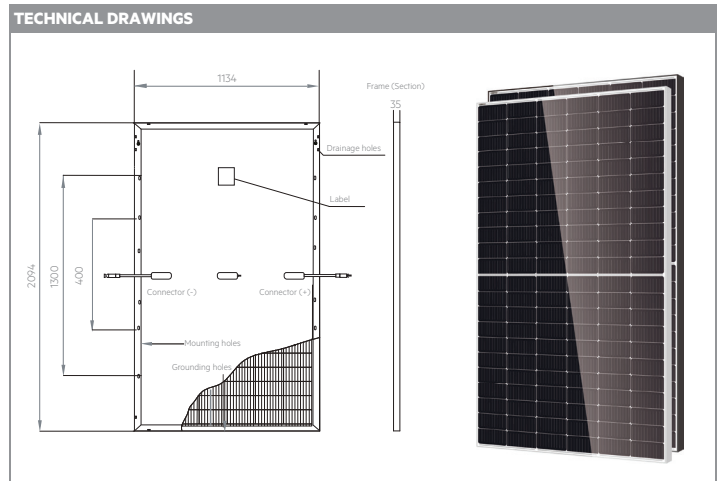 TECHNICAL DRAWINGS
1134
Frame (Section)
35
Drainage holes
Label
2094
1300
400
Connector (-)
Connector (+)
Mounting holes
Grounding holes